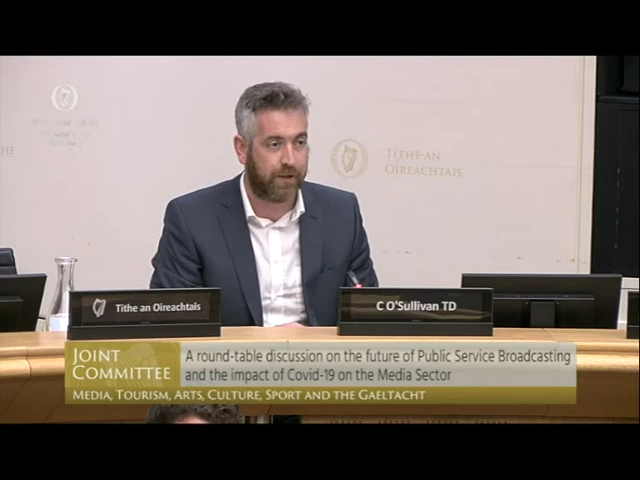 TITHE AN
OIREACHTAIS
Tithe an Oireachtais
C O'Sullivan TD
JOINT
COMMITTEE
A round-table discussion on the future of Public Service Broadcasting
and the impact of Covid-19 on the Media Sector
MEDIA, TOURISM, ARTS, CULTURE, SPORT AND THE GAELTACHT